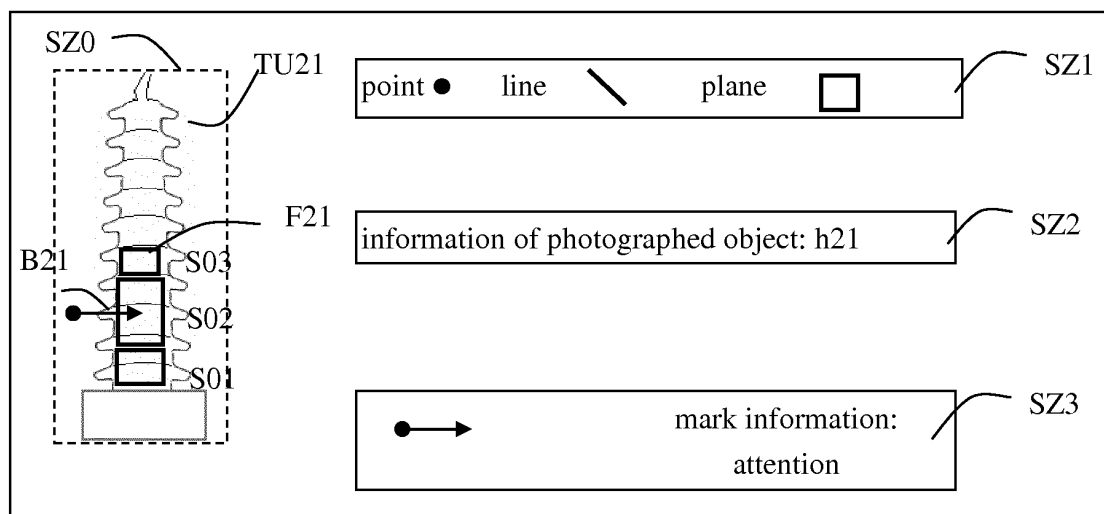 SZ0
TU21
point line plane
SZ1
F21
information of photographed object: h21
SZ2
B21
S03
S02
S01
mark information:
attention
SZ3